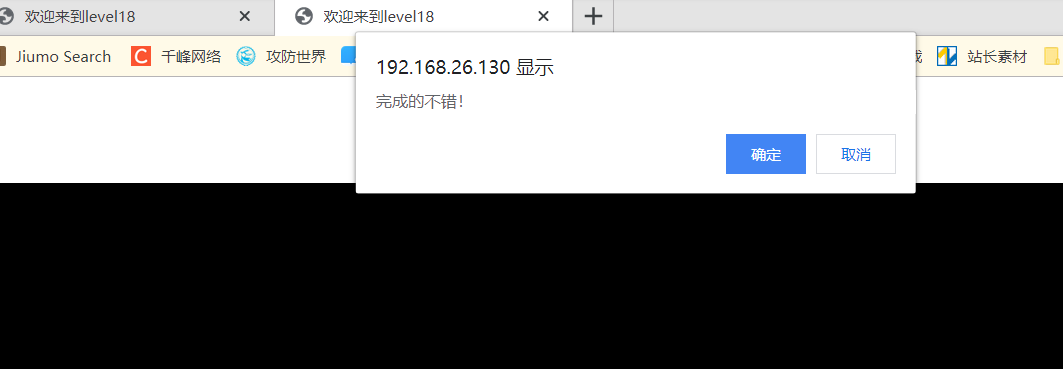 欢迎来到level18
欢迎来到level18
Jiumo Search 千峰网络 攻防世界 站长素材
192.168.26.130 显示
完成的不错！
确定 取消